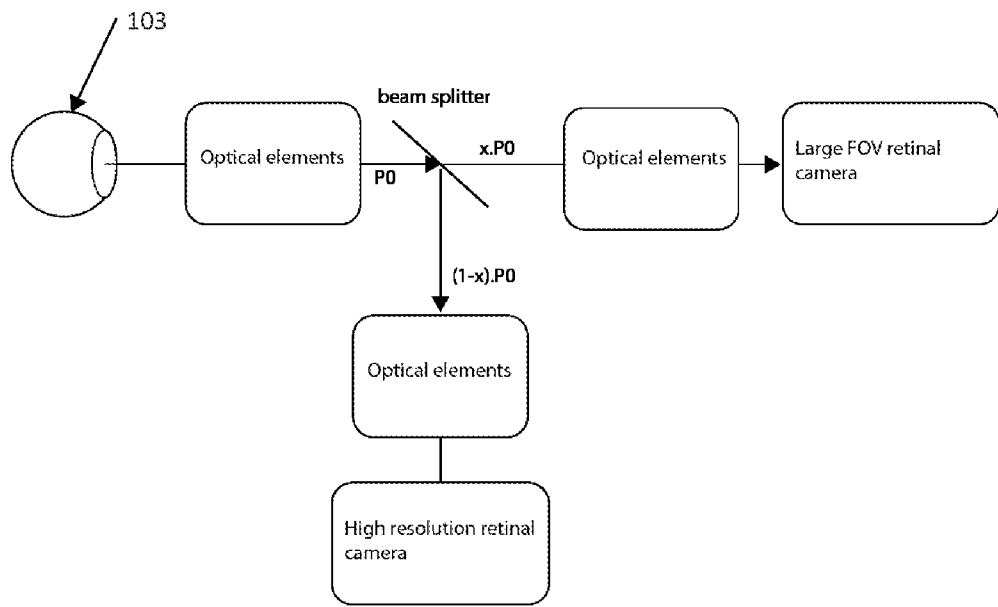 103
beam splitter
Optical elements
P0
x.P0
Optical elements
Large FOV retinal
camera
(1-x).P0
Optical elements
High resolution retinal
camera